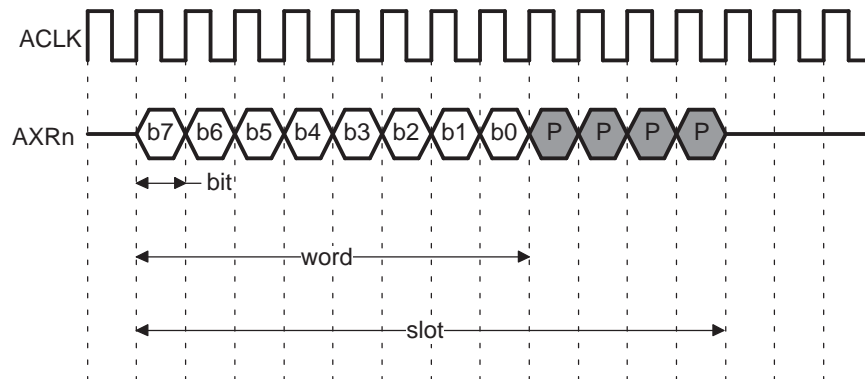 ACLK
AXRn b7 b6 b5 b4 b3 b2 b1 b0 P P P P
bit
word
slot